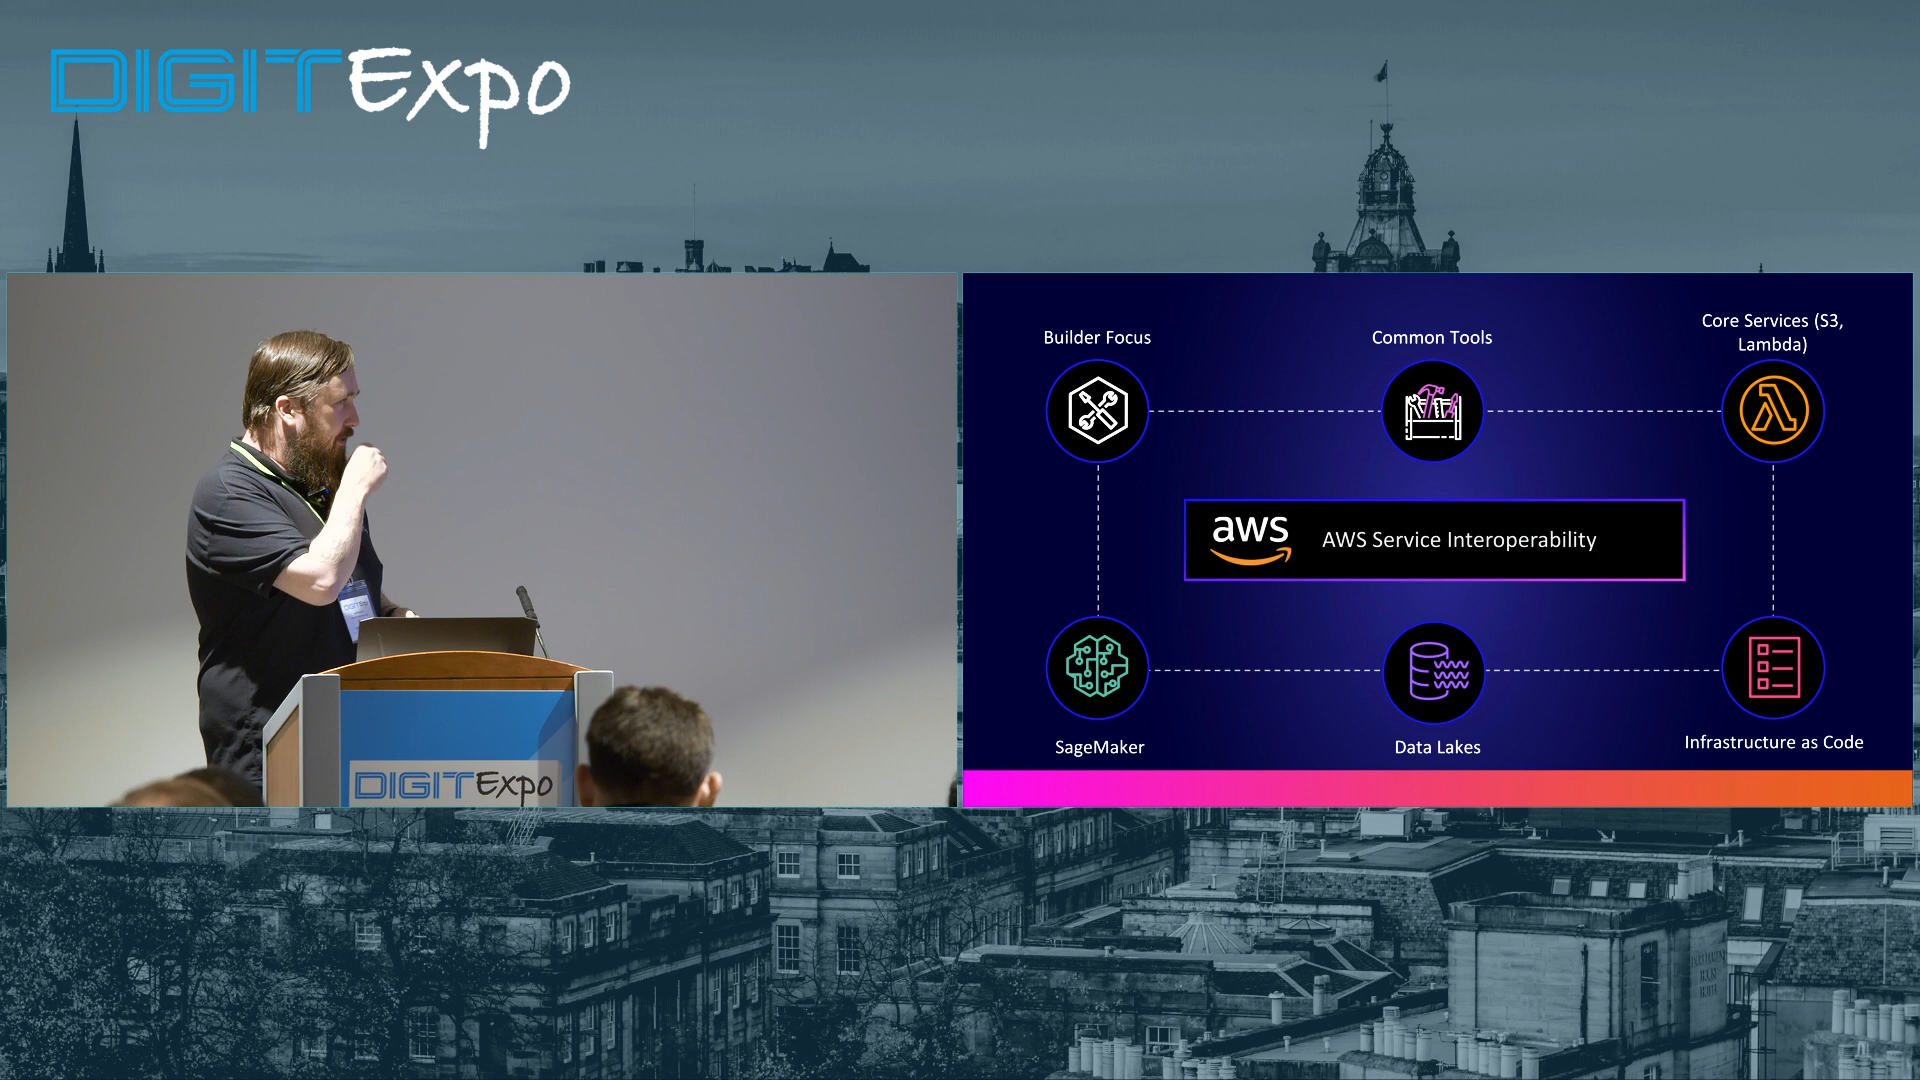 DIGITExpo
Builder Focus
Common Tools
Core Services (S3,
Lambda)
aws
AWS Service Interoperability
SageMaker
Data Lakes
Infrastructure as Code
DIGITExpo